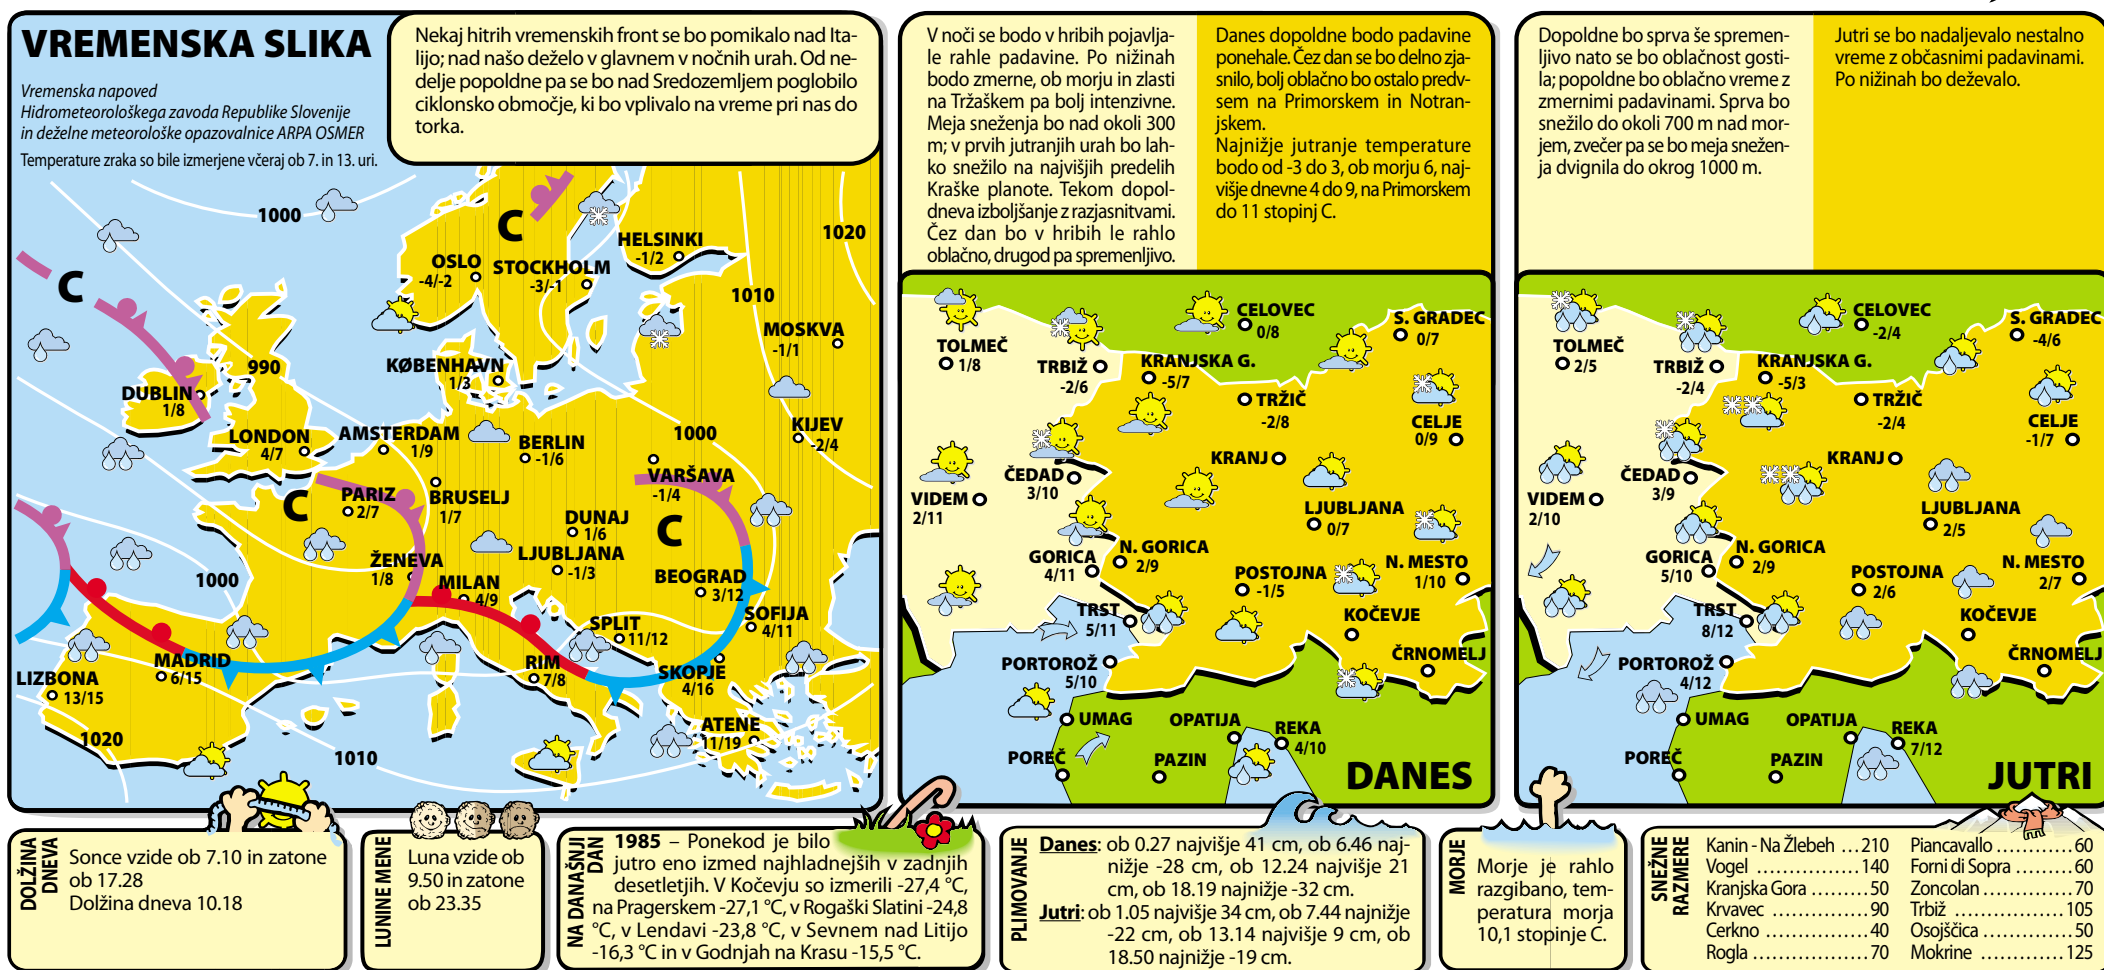 VREMENSKA SLIKA
Vremenska napoved
Hidrometeorološkega zavoda Republike Slovenije
in deželne meteorološke opazovalnice ARPA OSMER
Temperature zraka so bile izmerjene včeraj ob 7. in 13. uri.
Nekaj hitrih vremenskih front se bo pomikalo nad Ita-
lijo; nad našo deželo v glavnem v nočnih urah. Od ne-
delje popoldne pa se bo nad Sredozemljem poglobilo
ciklonsko območje, ki bo vplivalo na vreme pri nas do
torka.
1000
C
1020
HELSINKI
-1/2
OSLO
-4/-2
STOCKHOLM
-3/-1
C
1010
MOSKVA
-1/1
990
KØBENHAVN
1/3
DUBLIN
1/8
LONDON
4/7
AMSTERDAM
1/9
BERLIN
-1/6
1000
KIJEV
-2/4
VARŠAVA
-1/4
C
PARIZ
2/7
BRUSELJ
1/7
DUNAJ
1/6
C
LJUBLJANA
-1/3
ŽENEVA
1/8
1000
MILAN
4/9
BEOGRAD
3/12
SOFIJA
4/11
SPLIT
11/12
RIM
7/8
SKOPJE
4/16
MADRID
6/15
LIZBONA
13/15
ATENE
11/19
1020
1010
V noči se bodo v hribih pojavlja-
le rahle padavine. Po nižinah
bodo zmerne, ob morju in zlasti
na Tržaškem pa bolj intenzivne.
Meja sneženja bo nad okoli 300
m; v prvih jutranjih urah bo lah-
ko snežilo na najvišjih predelih
Kraške planote. Tekom dopol-
dneva izboljšanje z razjasnitvami.
Čez dan bo v hribih le rahlo
oblačno, drugod pa spremenljivo.
Danes dopoldne bodo padavine
ponehale. Čez dan se bo delno zja-
snilo, bolj oblačno bo ostalo predv-
sem na Primorskem in Notran-
jskem.
Najnižje jutranje temperature
bodo od -3 do 3, ob morju 6, naj-
višje dnevne 4 do 9, na Primorskem
do 11 stopinj C.
CELOVEC
0/8
S. GRADEC
0/7
TOLMEČ
1/8
TRBIŽ
-2/6
KRANJSKA G.
-5/7
TRŽIČ
-2/8
CELJE
0/9
KRANJ
ČEDAD
3/10
VIDEM
2/11
LJUBLJANA
0/7
GORICA
4/11
N. GORICA
2/9
POSTOJNA
-1/5
N. MESTO
1/10
TRST
5/11
KOČEVJE
PORTOROŽ
5/10
ČRNOMELJ
UMAG
OPATIJA
REKA
4/10
POREČ
PAZIN
DANES
Dopoldne bo sprva še spremen-
ljivo nato se bo oblačnost gosti-
la; popoldne bo oblačno vreme z
zmernimi padavinami. Sprva bo
snežilo do okoli 700 m nad mor-
jem, zvečer pa se bo meja snežen-
ja dvignila do okrog 1000 m.
Jutri se bo nadaljevalo nestalno
vreme z občasnimi padavinami.
Po nižinah bo deževalo.
CELOVEC
-2/4
S. GRADEC
-4/6
TOLMEČ
2/5
TRBIŽ
-2/4
KRANJSKA G.
-5/3
TRŽIČ
-2/4
CELJE
-1/7
KRANJ
ČEDAD
3/9
VIDEM
2/10
LJUBLJANA
2/5
GORICA
5/10
N. GORICA
2/9
POSTOJNA
2/6
N. MESTO
2/7
TRST
8/12
KOČEVJE
PORTOROŽ
4/12
ČRNOMELJ
UMAG
OPATIJA
REKA
7/12
POREČ
PAZIN
JUTRI
DOLŽINA
DNEVA
Sonce vzide ob 7.10 in zatone
ob 17.28
Dolžina dneva 10.18
LUNINE MENE
Luna vzide ob
9.50 in zatone
ob 23.35
NA DANAŠNJI
DAN
1985 – Ponekod je bilo
jutro eno izmed najhladnejših v zadnjih
desetletjih. V Kočevju so izmerili -27,4 °C,
na Pragerskem -27,1 °C, v Rogaški Slatini -24,8
°C, v Lendavi -23,8 °C, v Sevnem nad Litijo
-16,3 °C in v Godnjah na Krasu -15,5 °C.
PLIMOVANJE
Danes: ob 0.27 najvišje 41 cm, ob 6.46 naj-
nižje -28 cm, ob 12.24 najvišje 21
cm, ob 18.19 najnižje -32 cm.
Jutri: ob 1.05 najvišje 34 cm, ob 7.44 najnižje
-22 cm, ob 13.14 najvišje 9 cm, ob
18.50 najnižje -19 cm.
MORJE
Morje je rahlo
razgibano, tem-
peratura morja
10,1 stopinje C.
SNEŽNE
RAZMERE
Kanin - Na Žlebeh ...210
Vogel ..................140
Kranjska Gora ..........50
Krvavec ................90
Cerkno .................40
Rogla ..................70
Piancavallo ............60
Forni di Sopra .........60
Zoncolan ...............70
Trbiž .................105
Osojščica ..............50
Mokrine ...............125